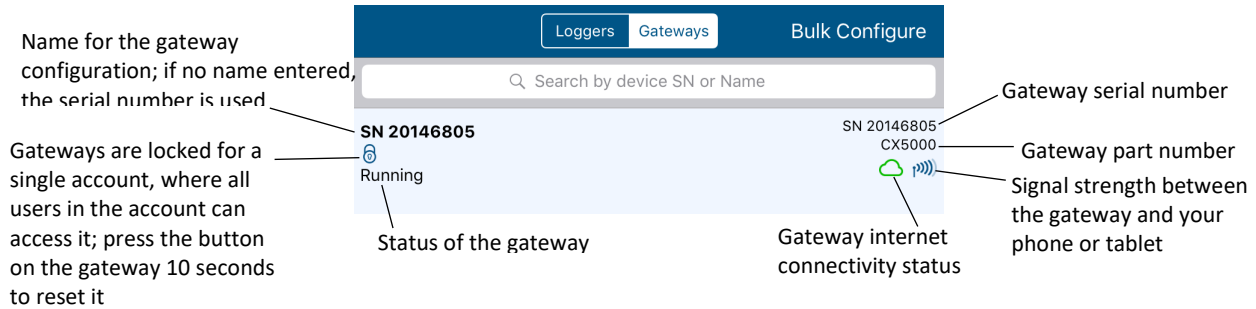 Name for the gateway
configuration; if no name entered,
the serial number is used
Gateways are locked for a
single account, where all
users in the account can
access it; press the button
on the gateway 10 seconds
to reset it
Loggers
Gateways
Bulk Configure
Search by device SN or Name
SN 20146805
Running
SN 20146805
CX5000
Status of the gateway
Gateway internet
connectivity status
Gateway serial number
Gateway part number
Signal strength between
the gateway and your
phone or tablet